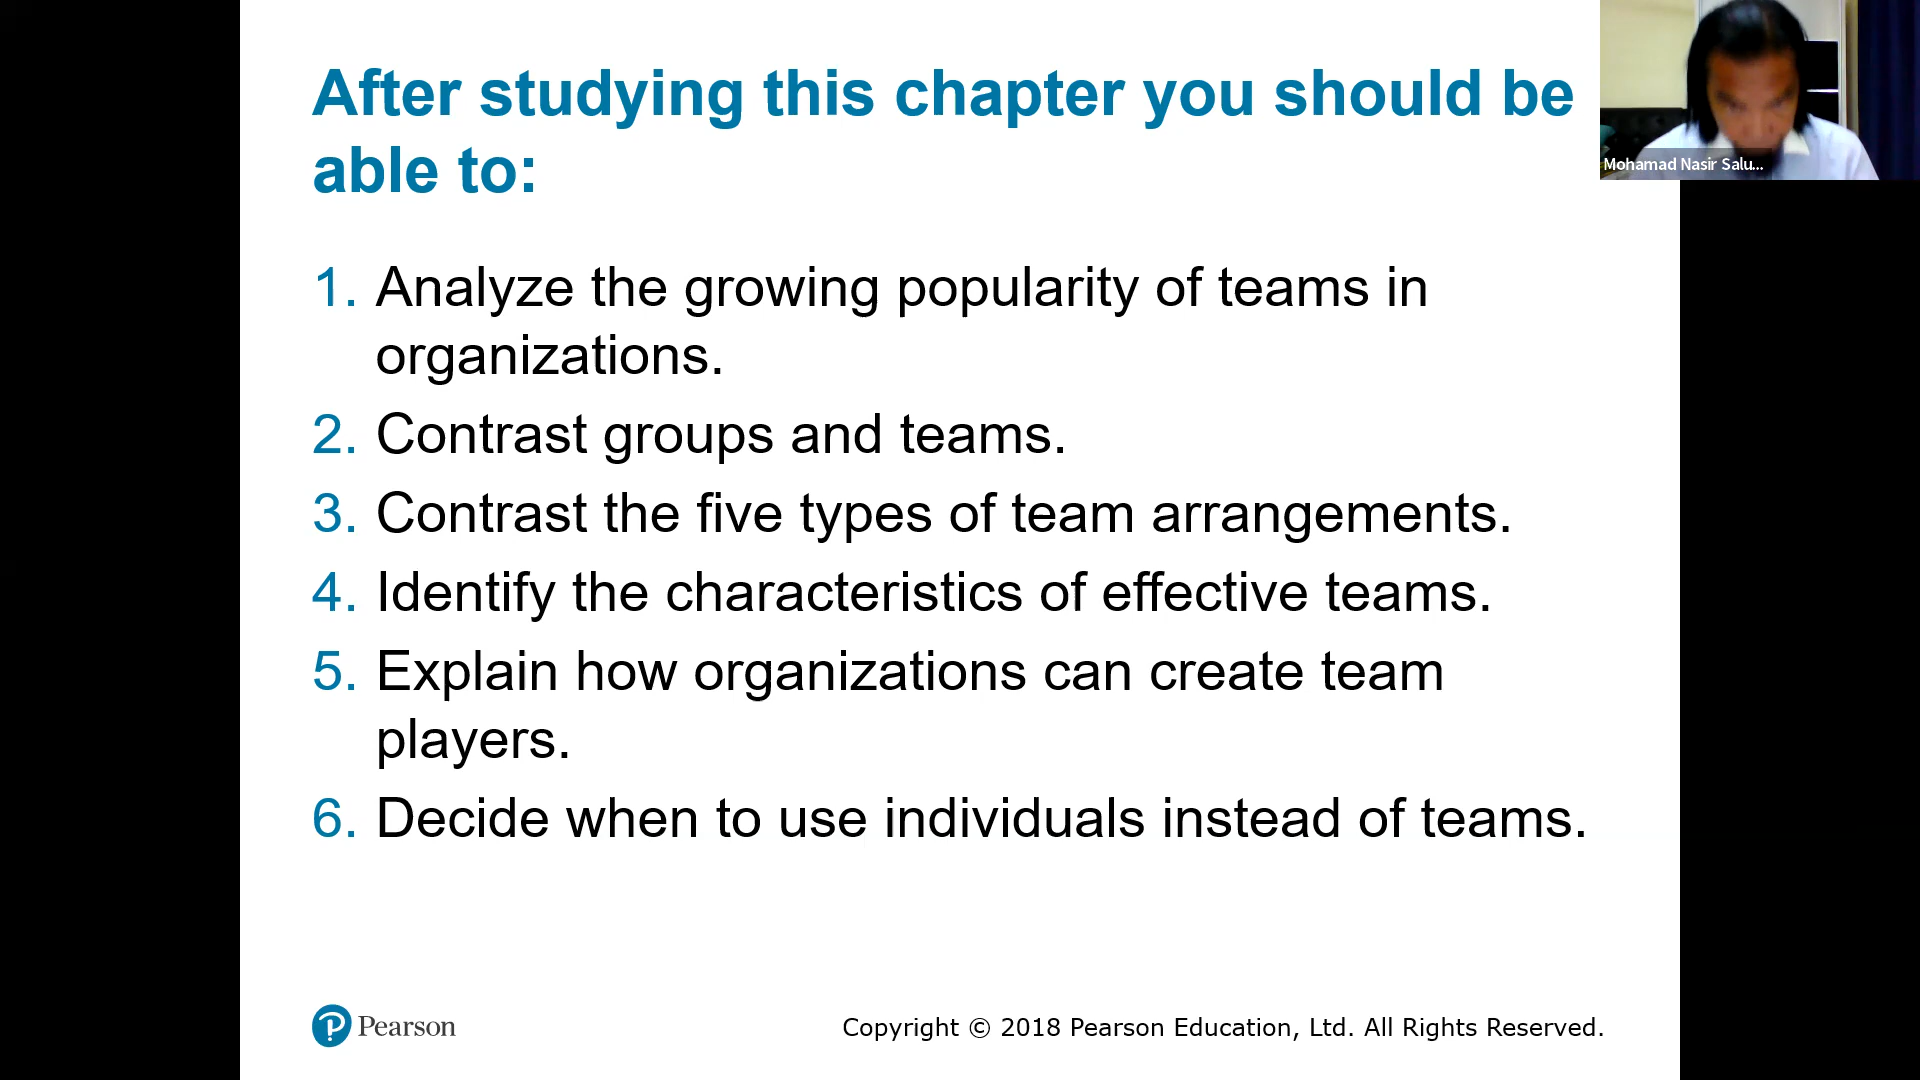 After studying this chapter you should be
able to:
Mohamad Nasir Salu...
1. Analyze the growing popularity of teams in
organizations.
2. Contrast groups and teams.
3. Contrast the five types of team arrangements.
4. Identify the characteristics of effective teams.
5. Explain how organizations can create team
players.
6. Decide when to use individuals instead of teams.
Pearson
Copyright © 2018 Pearson Education, Ltd. All Rights Reserved.